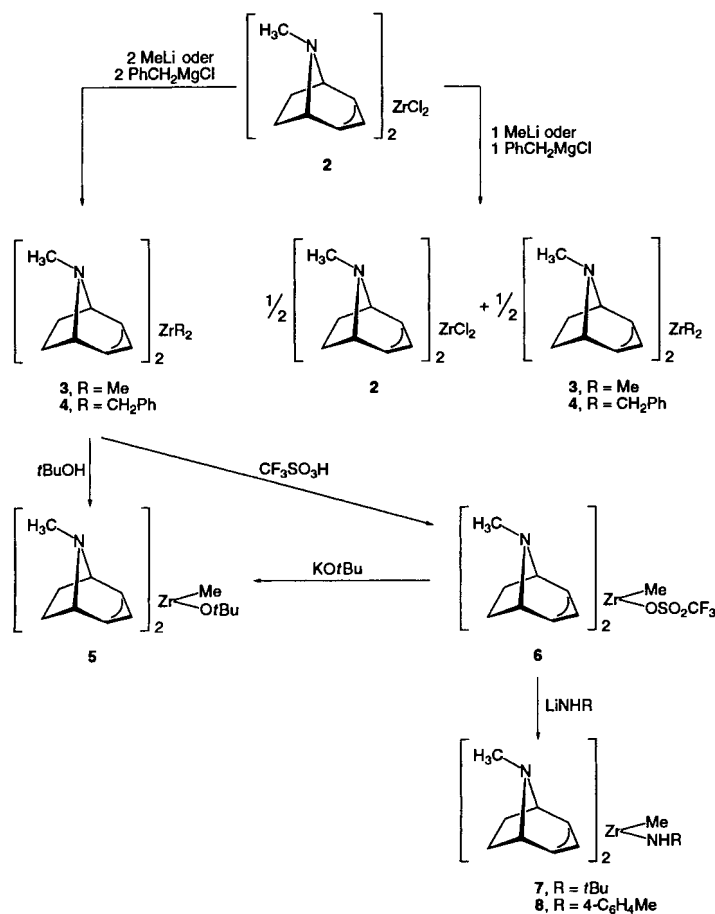 2 MeLi oder
2 PhCH₂MgCl
H₃C
N
2
ZrCl₂
2
1 MeLi oder
1 PhCH₂MgCl
H₃C
N
2
ZrR₂
3, R = Me
4, R = CH₂Ph
1/2
H₃C
N
2
ZrCl₂
2
+ 1/2
H₃C
N
2
ZrR₂
3, R = Me
4, R = CH₂Ph
tBuOH
CF₃SO₃H
H₃C
N
2
Zr
Me
OtBu
5
KOtBu
H₃C
N
2
Zr
Me
OSO₂CF₃
6
LiNHR
H₃C
N
2
Zr
Me
NHR
7, R = tBu
8, R = 4-C₆H₄Me